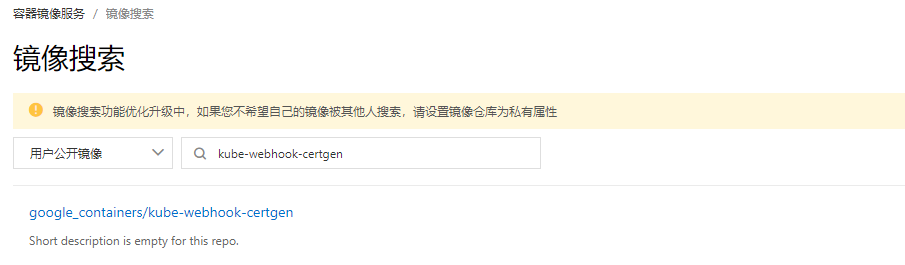 容器镜像服务 / 镜像搜索
镜像搜索
镜像搜索功能优化升级中，如果您不希望自己的镜像被其他人搜索，请设置镜像仓库为私有属性
用户公开镜像 kube-webhook-certgen
google_containers/kube-webhook-certgen
Short description is empty for this repo.